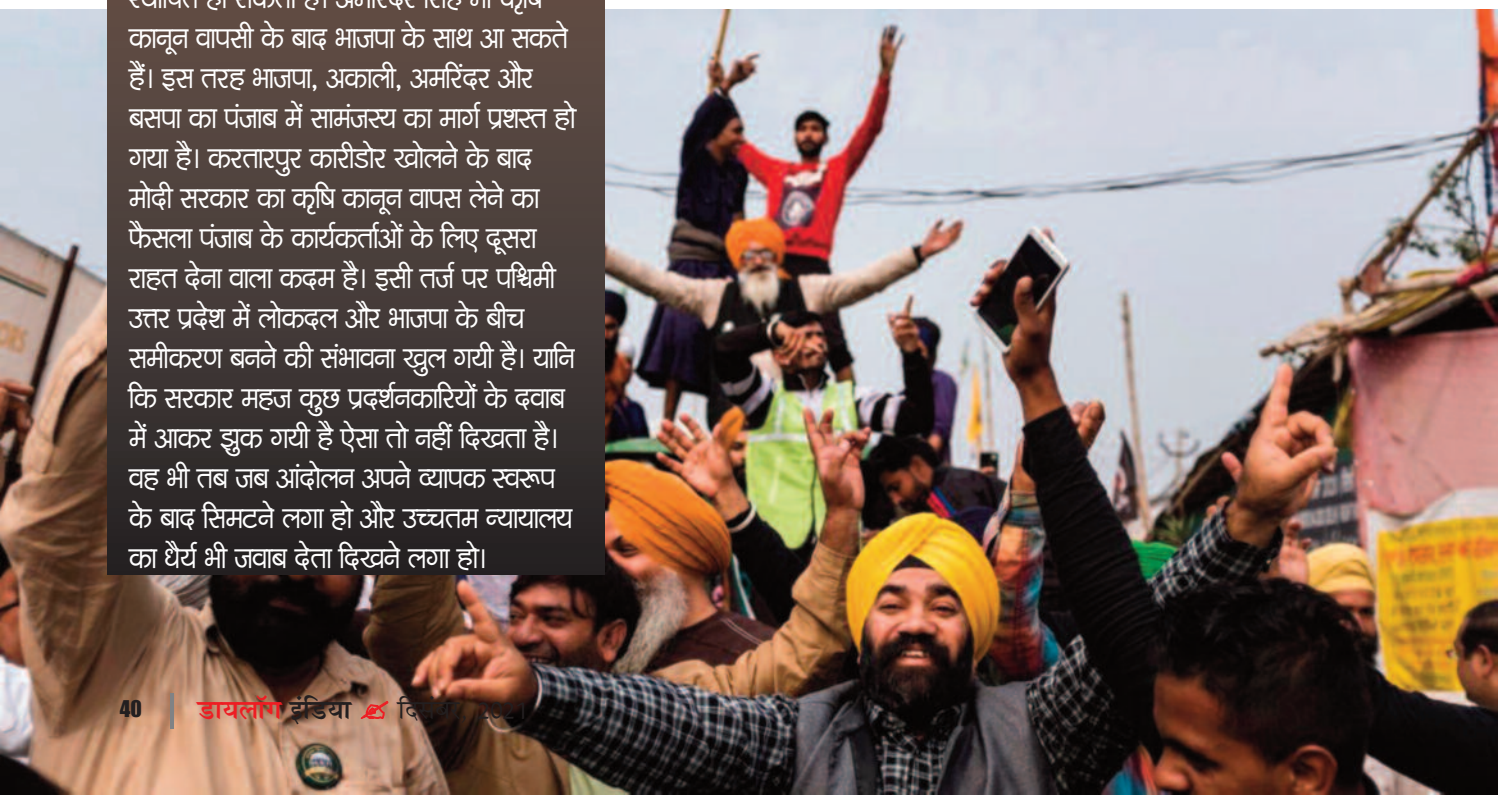 स्थापित हो सकता है। अमरिंदर सिंह भी कृषि
कानून वापसी के बाद भाजपा के साथ आ सकते
हैं। इस तरह भाजपा, अकाली, अमरिंदर और
बसपा का पंजाब में सामंजस्य का मार्ग प्रशस्त हो
गया है। करतारपुर कारीडोर खोलने के बाद
मोदी सरकार का कृषि कानून वापस लेने का
फैसला पंजाब के कार्यकर्ताओं के लिए दूसरा
राहत देना वाला कदम है। इसी तर्ज पर पश्चिमी
उत्तर प्रदेश में लोकदल और भाजपा के बीच
समीकरण बनने की संभावना खुल गयी है। यानि
कि सरकार महज कुछ प्रदर्शनकारियों के दवाब
में आकर झुक गयी है ऐसा तो नहीं दिखता है।
वह भी तब जब आंदोलन अपने व्यापक स्वरूप
के बाद सिमटने लगा हो और उच्चतम न्यायालय
का धैर्य भी जवाब देता दिखने लगा हो।
40 डायलॉग इंडिया